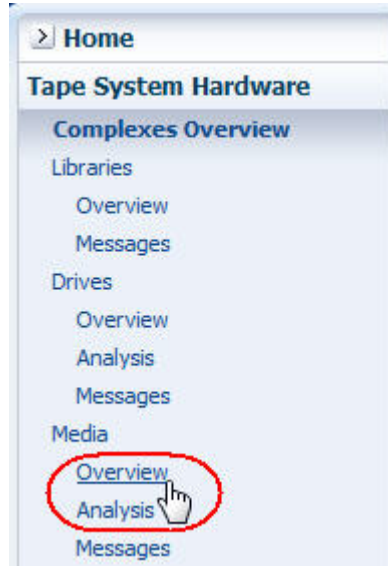 Home
Tape System Hardware
Complexes Overview
Libraries
Overview
Messages
Drives
Overview
Analysis
Messages
Media
Overview
Analysis
Messages